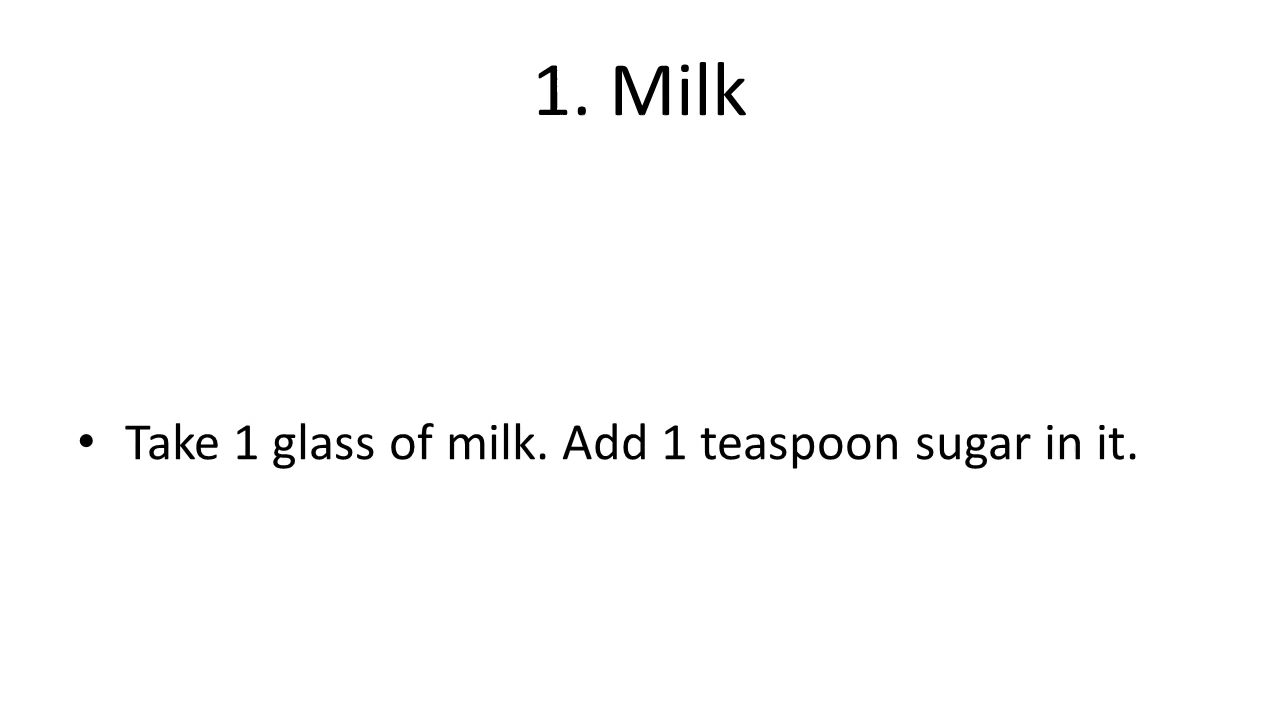 1. Milk
• Take 1 glass of milk. Add 1 teaspoon sugar in it.